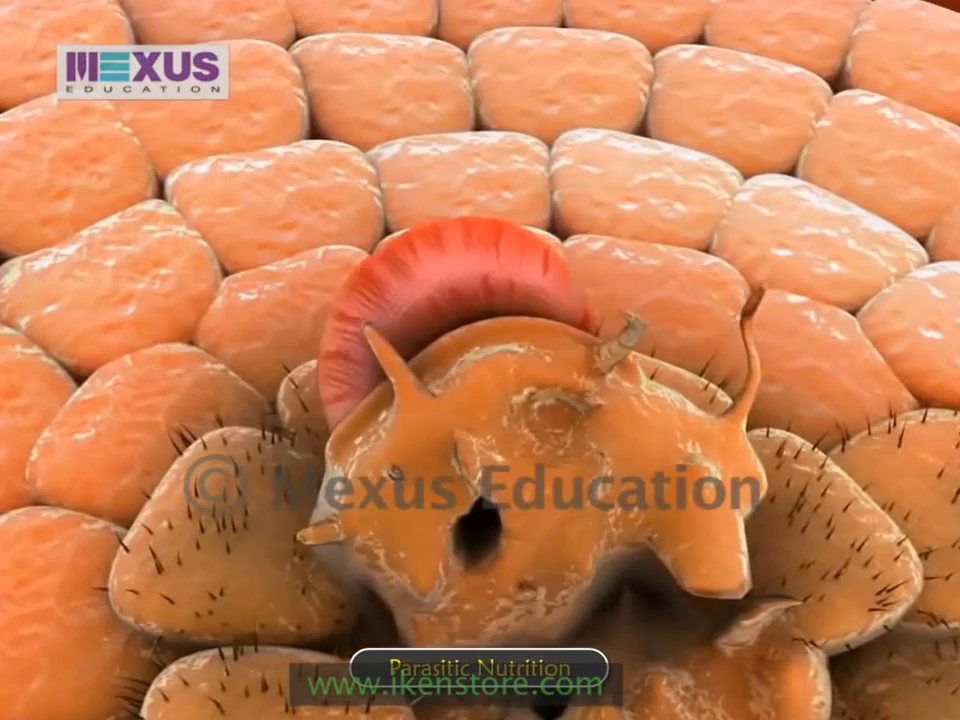 MEXUS
EDUCATION
© Mexus Education
Parasitic Nutrition
www.ikenstore.com